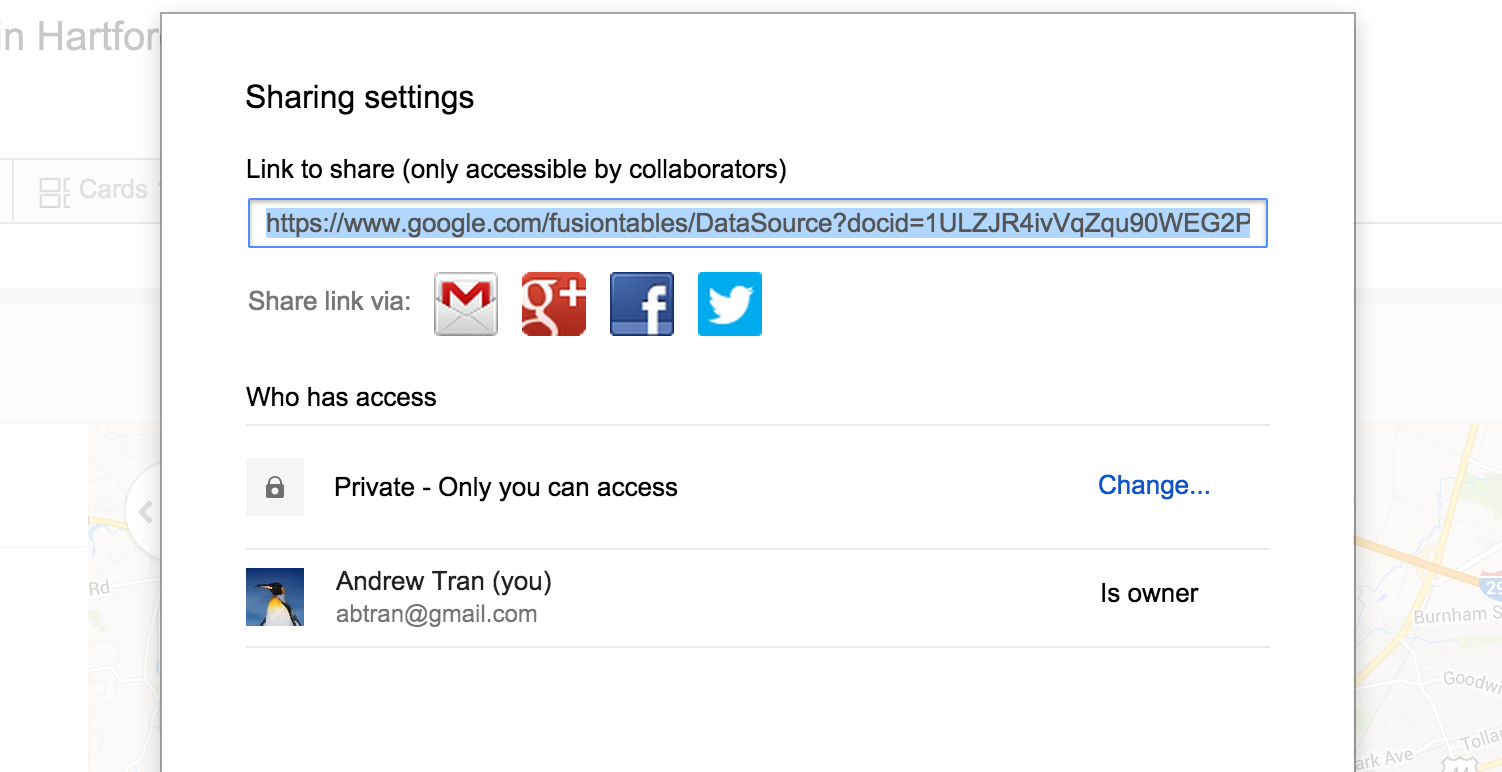 in Hartfor
Sharing settings
Link to share (only accessible by collaborators)
Cards
https://www.google.com/fusiontables/DataSource?docid=1ULZJR4ivVqZqu90WEG2P
Share link via:
Who has access
Private - Only you can access
Change...
Andrew Tran (you)
Is owner
abtran@gmail.com
Rd
29
Burnham S
Goodwi
Tolla
ark Ave
44